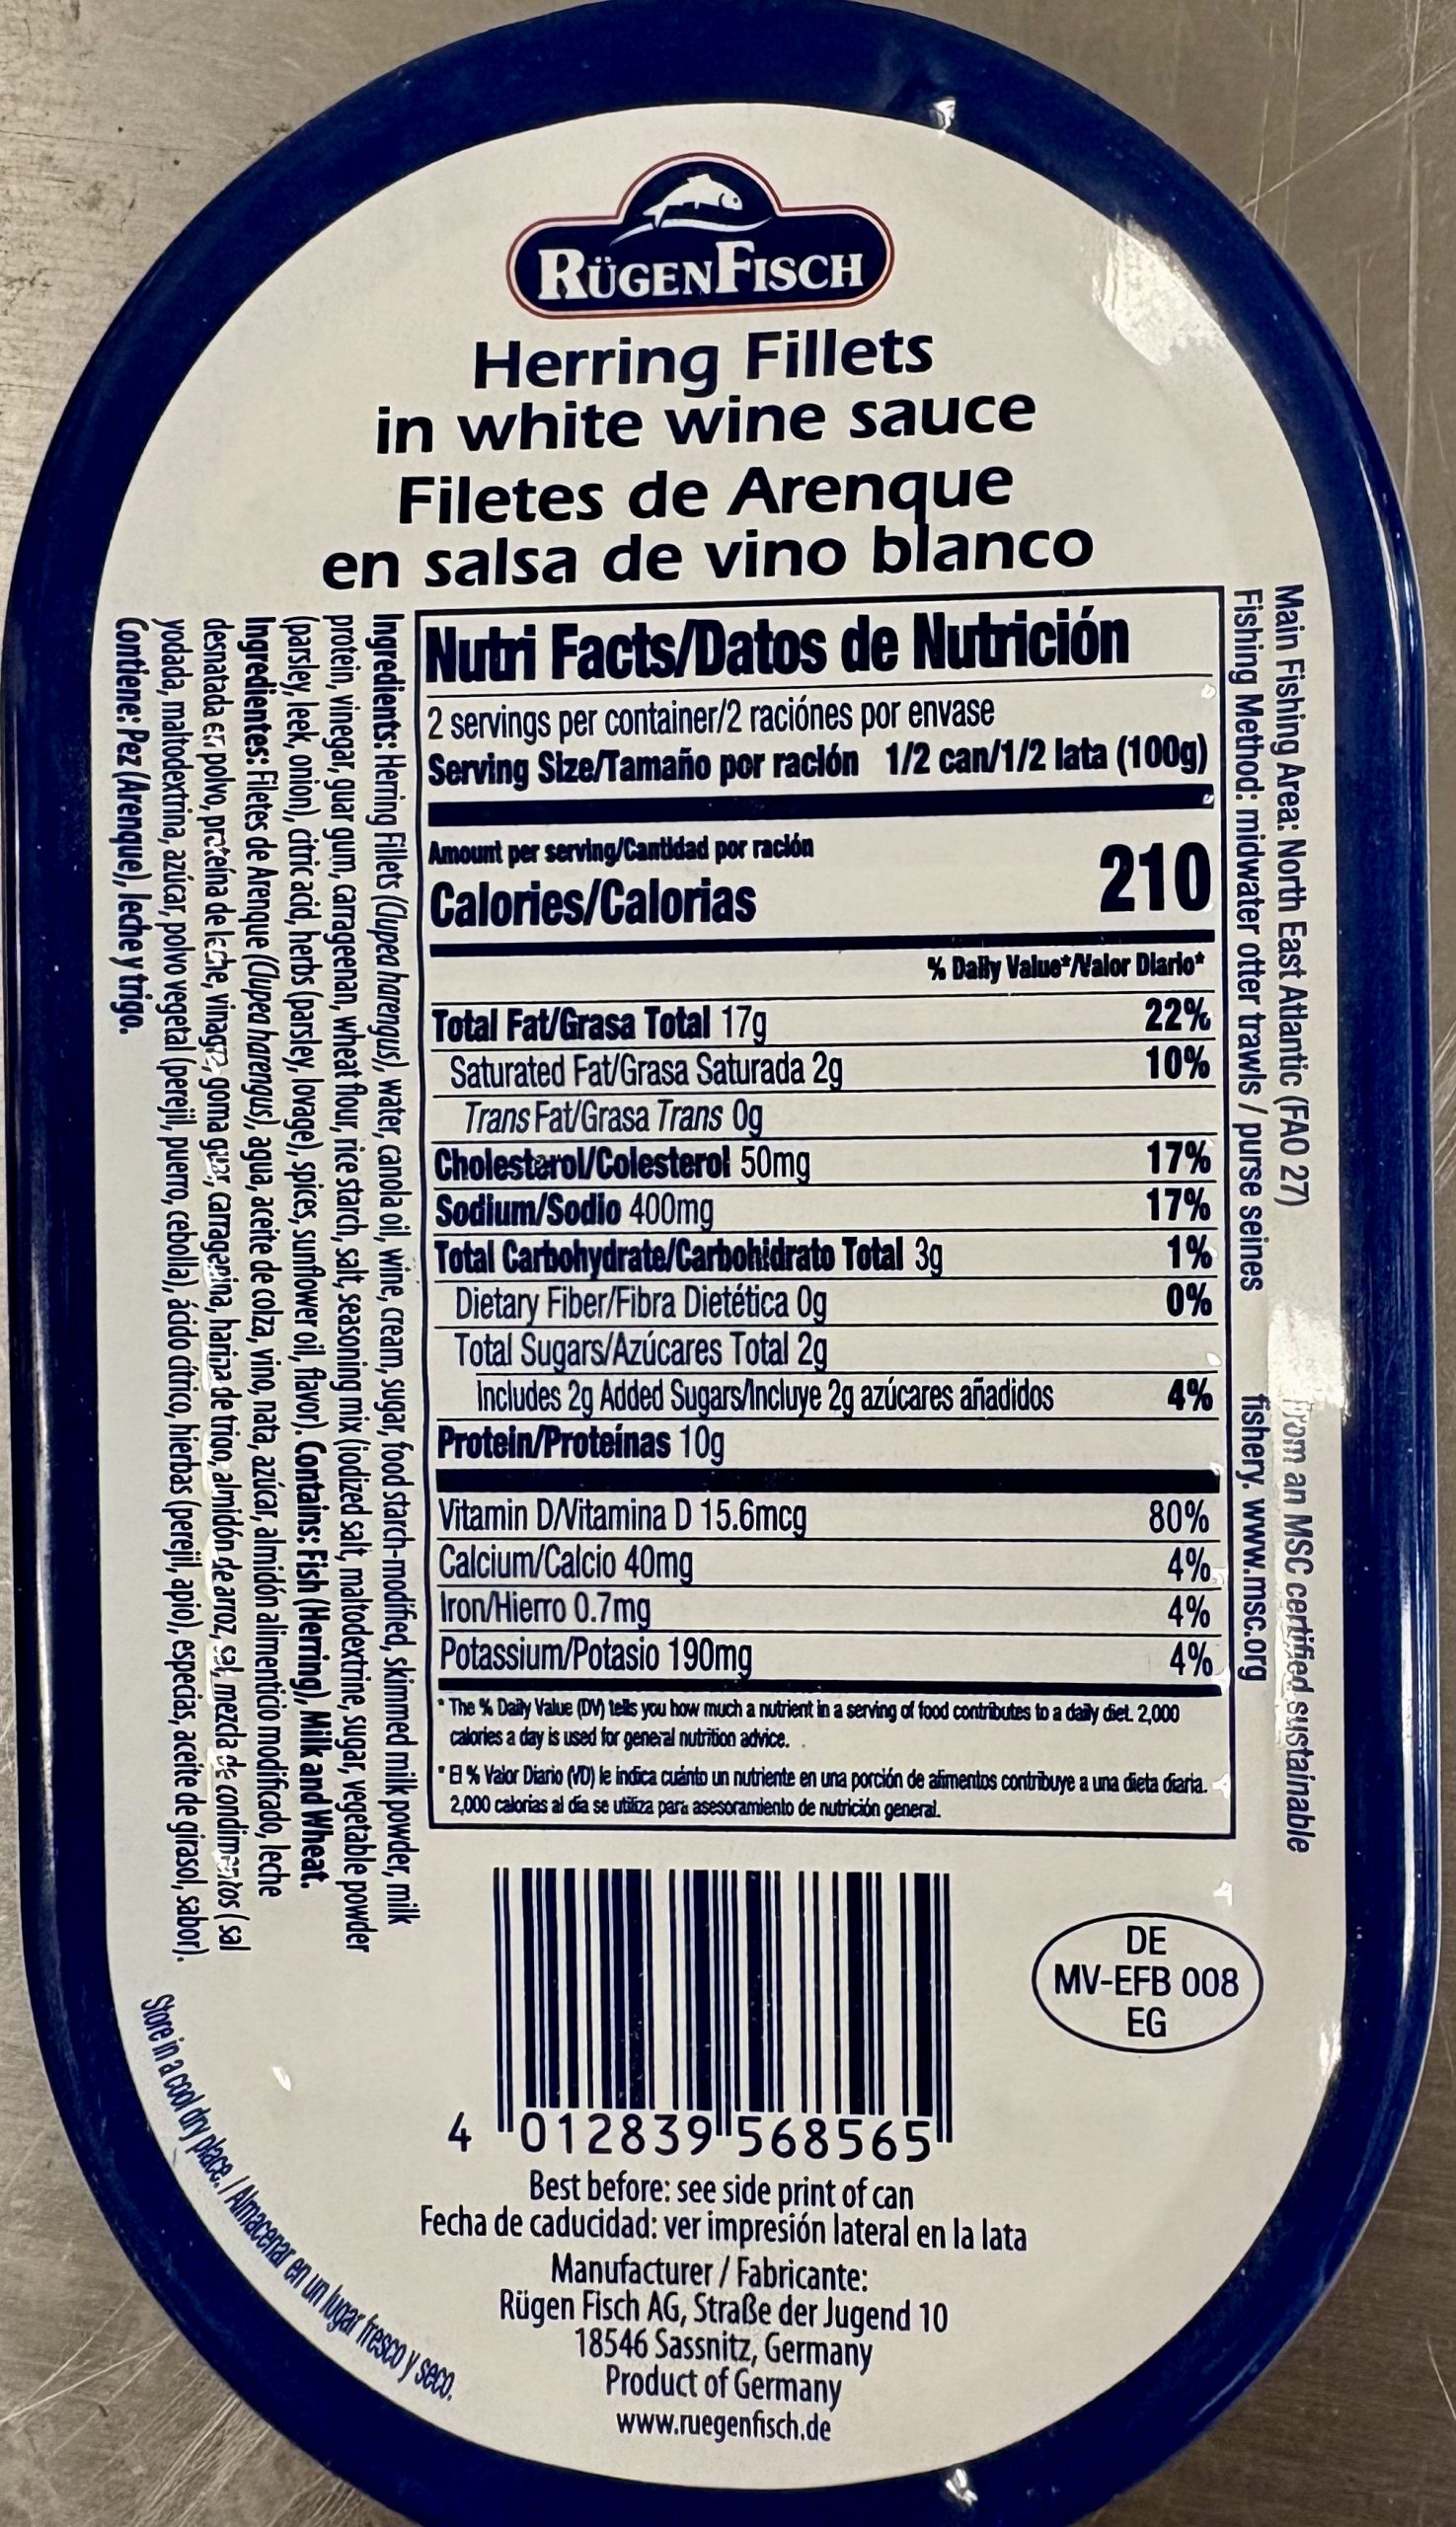 RÜGENFISCH
Herring Fillets
in white wine sauce
Filetes de Arenque
en salsa de vino blanco
Nutri Facts/Datos de Nutrición
2 servings per container/2 raciónes por envase
Serving Size/Tamaño por ración 1/2 can/1/2 lata (100g)
Amount per serving/Cantidad por ración
Calories/Calorias 210
% Daily Value*/Valor Diario*
Total Fat/Grasa Total 17g 22%
Saturated Fat/Grasa Saturada 2g 10%
Trans Fat/Grasa Trans 0g
Cholesterol/Colesterol 50mg 17%
Sodium/Sodio 400mg 17%
Total Carbohydrate/Carbohidrato Total 3g 1%
Dietary Fiber/Fibra Dietética 0g 0%
Total Sugars/Azúcares Total 2g
Includes 2g Added Sugars/Incluye 2g azúcares añadidos 4%
Protein/Proteínas 10g
Vitamin D/Vitamina D 15.6mcg 80%
Calcium/Calcio 40mg 4%
Iron/Hierro 0.7mg 4%
Potassium/Potasio 190mg 4%
* The % Daily Value (DV) tells you how much a nutrient in a serving of food contributes to a daily diet. 2,000
calories a day is used for general nutrition advice.
* El % Valor Diario (VD) le indica cuánto un nutriente en una porción de alimentos contribuye a una dieta diaria.
2,000 calorias al día se utiliza para asesoramiento de nutrición general.
Main Fishing Area: North East Atlantic (FAO 27)
Fishing Method: midwater otter trawls / purse seines
From an MSC certified sustainable
fishery. www.msc.org
Ingredients: Herring Fillets (Clupea harengus), water, canola oil, wine, cream, sugar, food starch-modified, skimmed milk powder, milk
protein, vinegar, guar gum, carrageenan, wheat flour, rice starch, salt, seasoning mix (iodized salt, maltodextrine, sugar, vegetable powder
(parsley, leek, onion), citric acid, herbs (parsley, lovage), spices, sunflower oil, flavor). Contains: Fish (Herring), Milk and Wheat.
Ingredientes: Filetes de Arenque (Clupea harengus), agua, aceite de colza, vino, nata, azúcar, almidón alimenticio modificado, leche
desnatada en polvo, proteína de leche, vinagre, goma guar, carragenina, harina de trigo, almidón de arroz, sal, mezcla de condimentos (sal
yodada, maltodextrina, azúcar, polvo vegetal (perejil, puerro, cebolla), ácido cítrico, hierbas (perejil, apio), especias, aceite de girasol, sabor).
Contiene: Pez (Arenque), leche y trigo.
Store in a cool dry place. / Almacenar en un lugar fresco y seco.
DE
MV-EFB 008
EG
4 012839 568565
Best before: see side print of can
Fecha de caducidad: ver impresión lateral en la lata
Manufacturer / Fabricante:
Rügen Fisch AG, Straße der Jugend 10
18546 Sassnitz, Germany
Product of Germany
www.ruegenfisch.de